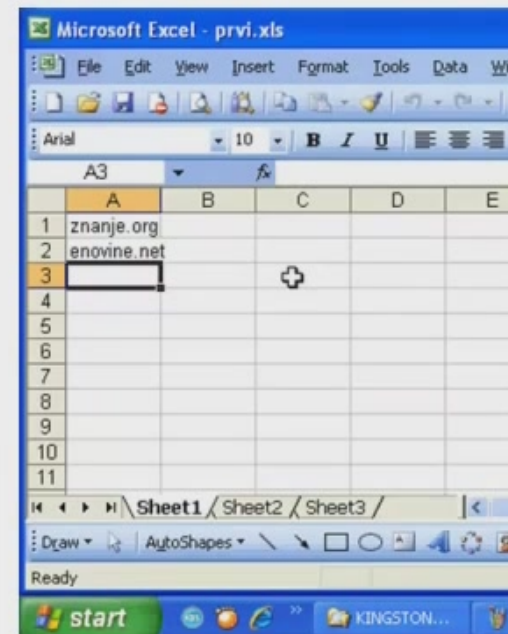 Microsoft Excel - prvi.xls
File Edit View Insert Format Tools Data
Arial 10 B I U
A3 fx
A B C D E
1 znanje.org
2 enovine.net
3
4
5
6
7
8
9
10
11
Sheet1 Sheet2 Sheet3
Draw AutoShapes
Ready
start KINGSTON...